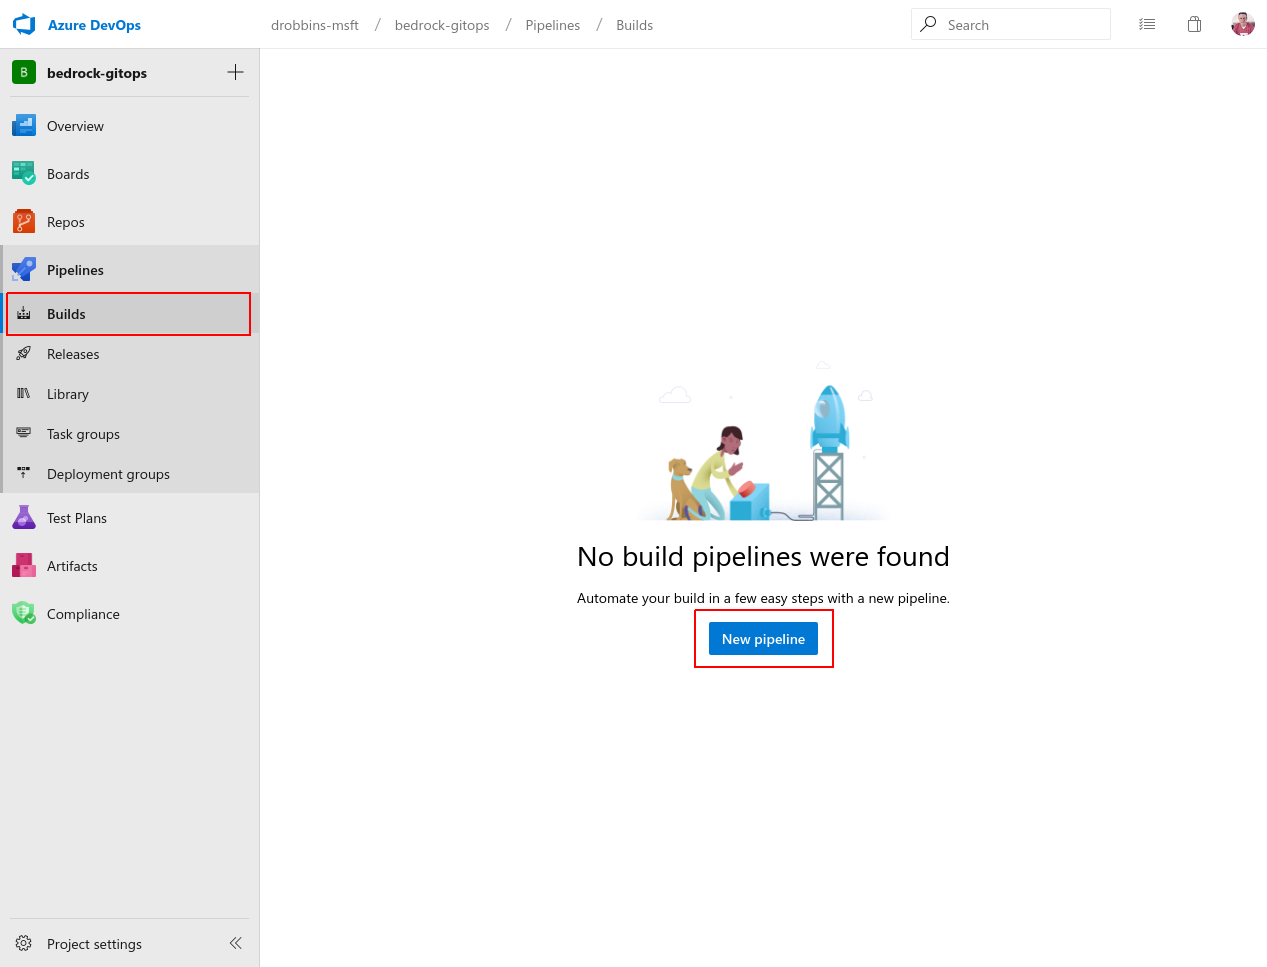 Azure DevOps
drobbins-msft / bedrock-gitops / Pipelines / Builds
Search
B bedrock-gitops
Overview
Boards
Repos
Pipelines
Builds
Releases
Library
Task groups
Deployment groups
Test Plans
Artifacts
Compliance
No build pipelines were found
Automate your build in a few easy steps with a new pipeline.
New pipeline
Project settings